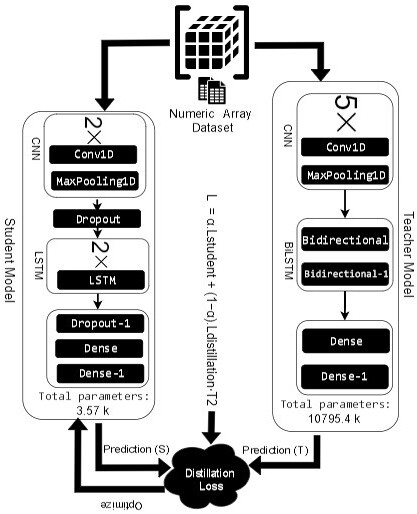 Numeric Array
Dataset
Student Model
CNN
2×
Conv1D
MaxPooling1D
Dropout
LSTM
2×
LSTM
Dropout-1
Dense
Dense-1
Total parameters:
3.57 k
L = α.Lstudent + (1-α).Ldistillation·T2
Teacher Model
CNN
5×
Conv1D
MaxPooling1D
BiLSTM
Bidirectional
Bidirectional-1
Dense
Dense-1
Total parameters:
10795.4 k
Prediction (S)
Prediction (T)
Distillation
Loss
Optimize